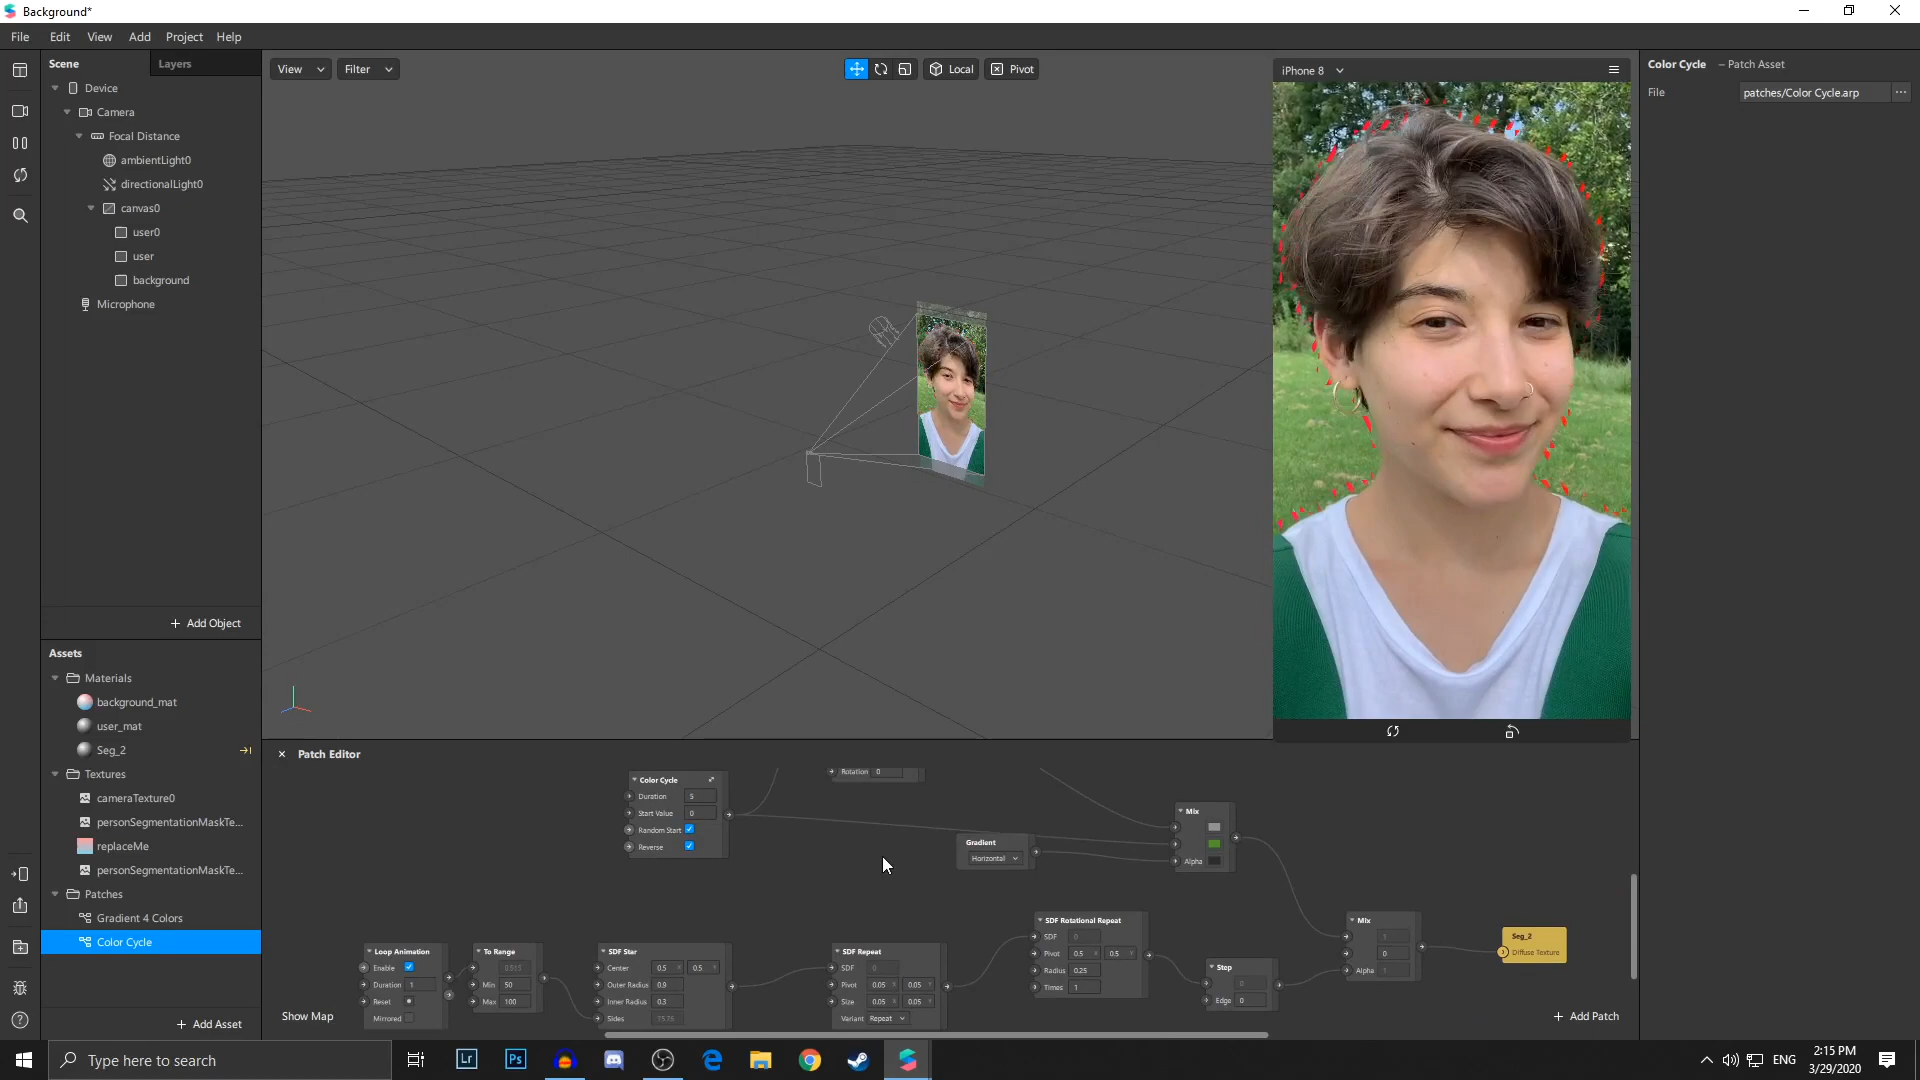 Background*
File Edit View Add Project Help
Scene
Layers
Device
Camera
Focal Distance
ambientLight0
directionalLight0
canvas0
user0
user
background
Microphone
+ Add Object
View
Filter
Local
Pivot
iPhone 8
Color Cycle – Patch Asset
File
patches/Color Cycle.arp
Assets
Materials
background_mat
user_mat
Seg_2
Textures
cameraTexture0
personSegmentationMaskTe...
replaceMe
personSegmentationMaskTe...
Patches
Gradient 4 Colors
Color Cycle
+ Add Asset
Patch Editor
Color Cycle
Duration 5
Start Value 0
Random Start
Reverse
Rotation 0
Gradient
Horizontal
Mix
Alpha
Loop Animation
Enable
Duration 1
Reset
Mirrored
To Range
Min 50
Max 100
SDF Star
Center 0.5 X 0.5 Y
Outer Radius 0.9
Inner Radius 0.3
Sides
SDF Repeat
SDF 0
Pivot 0.05 X 0.05 Y
Size 0.05 X 0.05 Y
Variant Repeat
SDF Rotational Repeat
SDF 0
Pivot 0.5 X 0.5 Y
Radius 0.25
Times 1
Step
0
Edge 0
Mix
1
0
Alpha 1
Seg_2
Diffuse Texture
Show Map
+ Add Patch
Type here to search
Lr
Ps
ENG
2:15 PM
3/29/2020